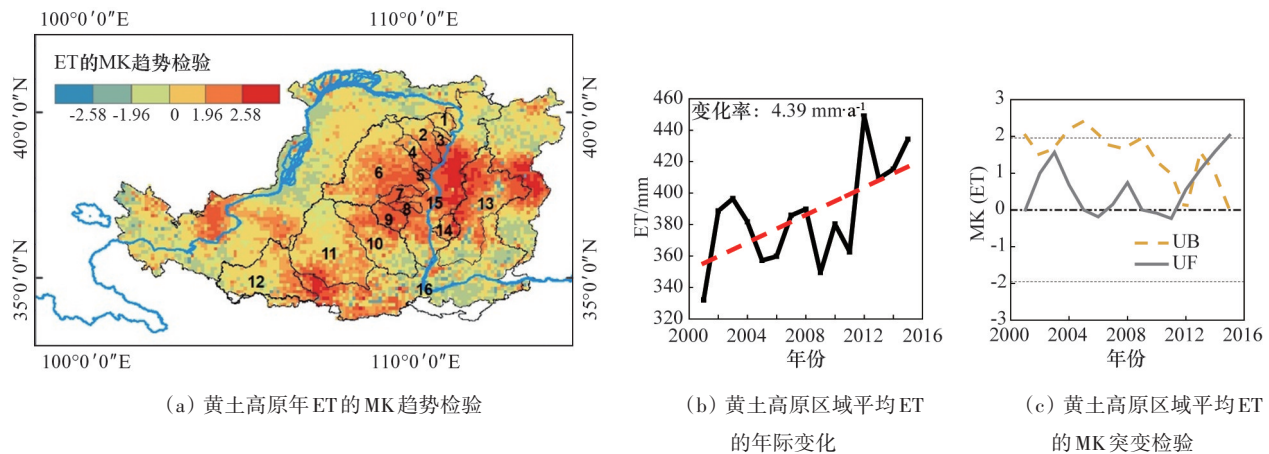 100°0′0″E 110°0′0″E
ET的MK趋势检验
-2.58 -1.96 0 1.96 2.58
40°0′0″N
35°0′0″N
40°0′0″N
35°0′0″N
1
2
3
4
5
6
7
8
9
10
11
12
13
14
15
16
100°0′0″E 110°0′0″E
(a) 黄土高原年ET的MK趋势检验
变化率：4.39 mm·a⁻¹
ET/mm
460
440
420
400
380
360
340
320
2000 2004 2008 2012 2016
年份
(b) 黄土高原区域平均ET
的年际变化
MK (ET)
3
2
1
0
-1
-2
-3
UB
UF
2000 2004 2008 2012 2016
年份
(c) 黄土高原区域平均ET
的MK突变检验